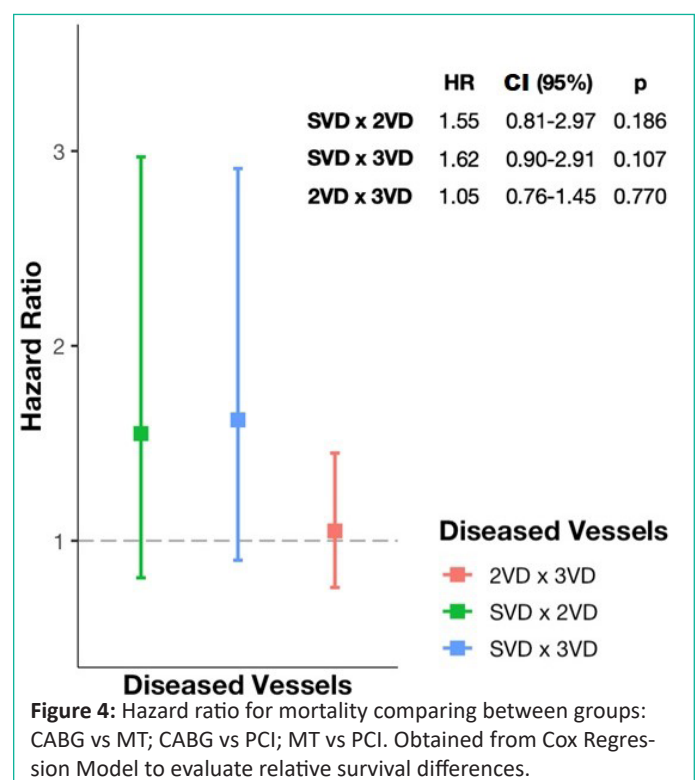 HR CI (95%) p
SVD x 2VD 1.55 0.81-2.97 0.186
SVD x 3VD 1.62 0.90-2.91 0.107
2VD x 3VD 1.05 0.76-1.45 0.770
Hazard Ratio
3
2
1
Diseased Vessels
2VD x 3VD
SVD x 2VD
SVD x 3VD
Diseased Vessels
Figure 4: Hazard ratio for mortality comparing between groups:
CABG vs MT; CABG vs PCI; MT vs PCI. Obtained from Cox Regres-
sion Model to evaluate relative survival differences.